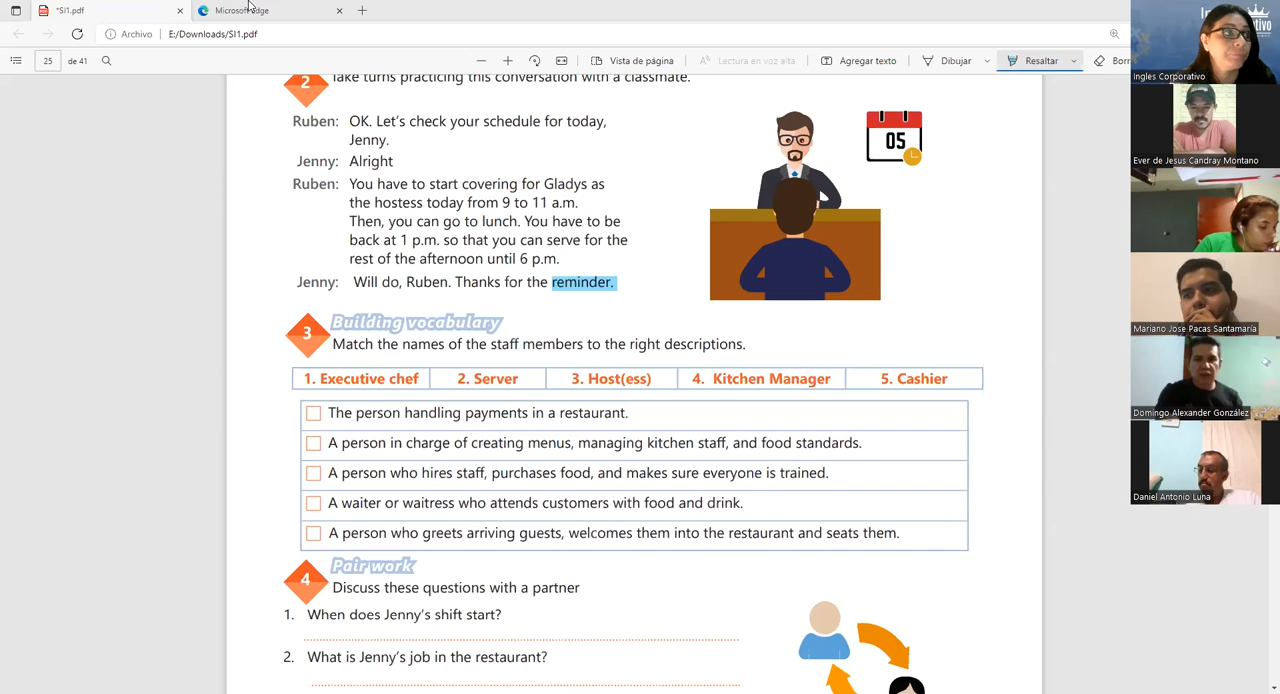 *SI1.pdf
Microsoft Edge
Archivo
E:/Downloads/SI1.pdf
25
de 41
Vista de página
Lectura en voz alta
Agregar texto
Dibujar
Resaltar
2
Take turns practicing this conversation with a classmate.
Ruben: OK. Let's check your schedule for today,
Jenny.
Jenny: Alright
Ruben: You have to start covering for Gladys as
the hostess today from 9 to 11 a.m.
Then, you can go to lunch. You have to be
back at 1 p.m. so that you can serve for the
rest of the afternoon until 6 p.m.
Jenny: Will do, Ruben. Thanks for the reminder.
05
3
Building vocabulary
Match the names of the staff members to the right descriptions.
1. Executive chef
2. Server
3. Host(ess)
4. Kitchen Manager
5. Cashier
The person handling payments in a restaurant.
A person in charge of creating menus, managing kitchen staff, and food standards.
A person who hires staff, purchases food, and makes sure everyone is trained.
A waiter or waitress who attends customers with food and drink.
A person who greets arriving guests, welcomes them into the restaurant and seats them.
4
Pair work
Discuss these questions with a partner
1. When does Jenny's shift start?
2. What is Jenny's job in the restaurant?
Ingles Corporativo
Ever de Jesus Candray Montano
Mariano Jose Pacas Santamaría
Domingo Alexander González
Daniel Antonio Luna